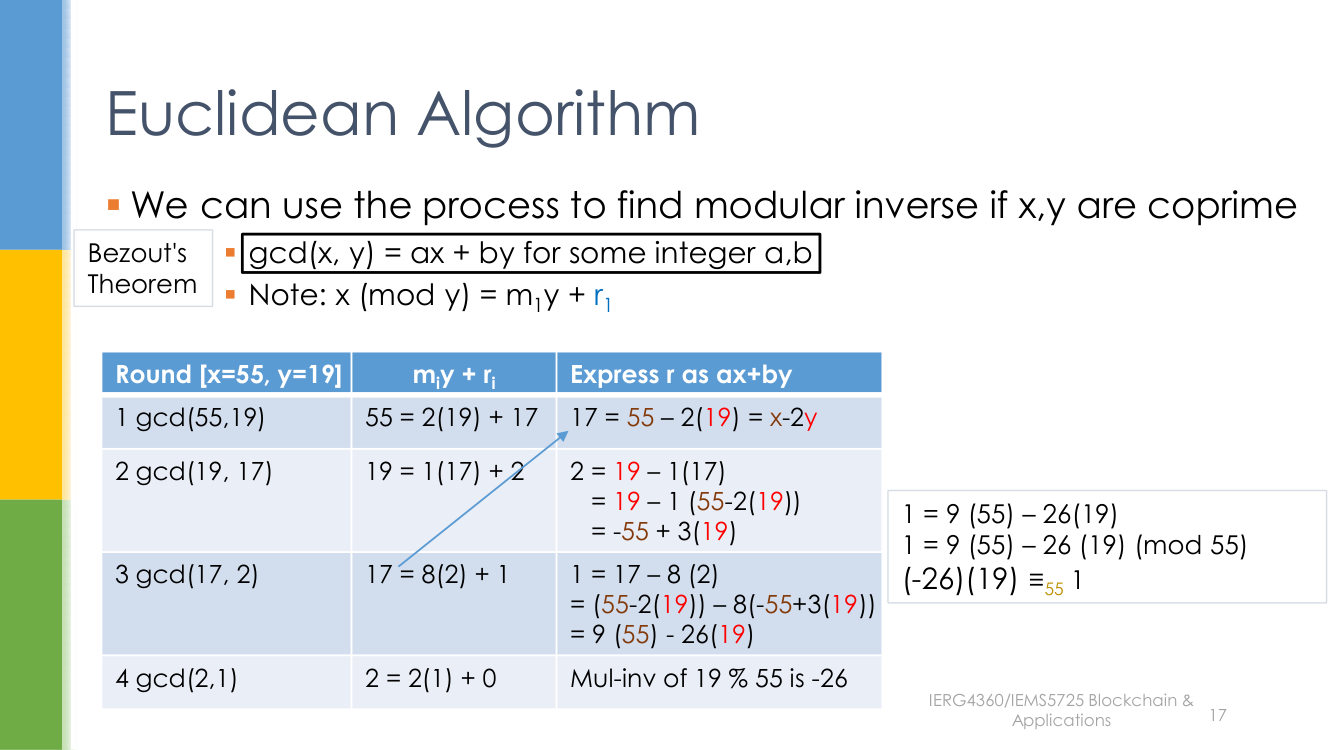 Euclidean Algorithm
We can use the process to find modular inverse if x,y are coprime
Bezout's
Theorem
gcd(x, y) = ax + by for some integer a,b
Note: x (mod y) = m₁y + r₁
Round [x=55, y=19]
mᵢy + rᵢ
Express r as ax+by
1 gcd(55,19)
55 = 2(19) + 17
17 = 55 – 2(19) = x-2y
2 gcd(19, 17)
19 = 1(17) + 2
2 = 19 – 1(17)
= 19 – 1 (55-2(19))
= -55 + 3(19)
3 gcd(17, 2)
17 = 8(2) + 1
1 = 17 – 8 (2)
= (55-2(19)) – 8(-55+3(19))
= 9 (55) - 26(19)
4 gcd(2,1)
2 = 2(1) + 0
Mul-inv of 19 % 55 is -26
1 = 9 (55) – 26(19)
1 = 9 (55) – 26 (19) (mod 55)
(-26)(19) ≡₅₅ 1
IERG4360/IEMS5725 Blockchain &
Applications
17